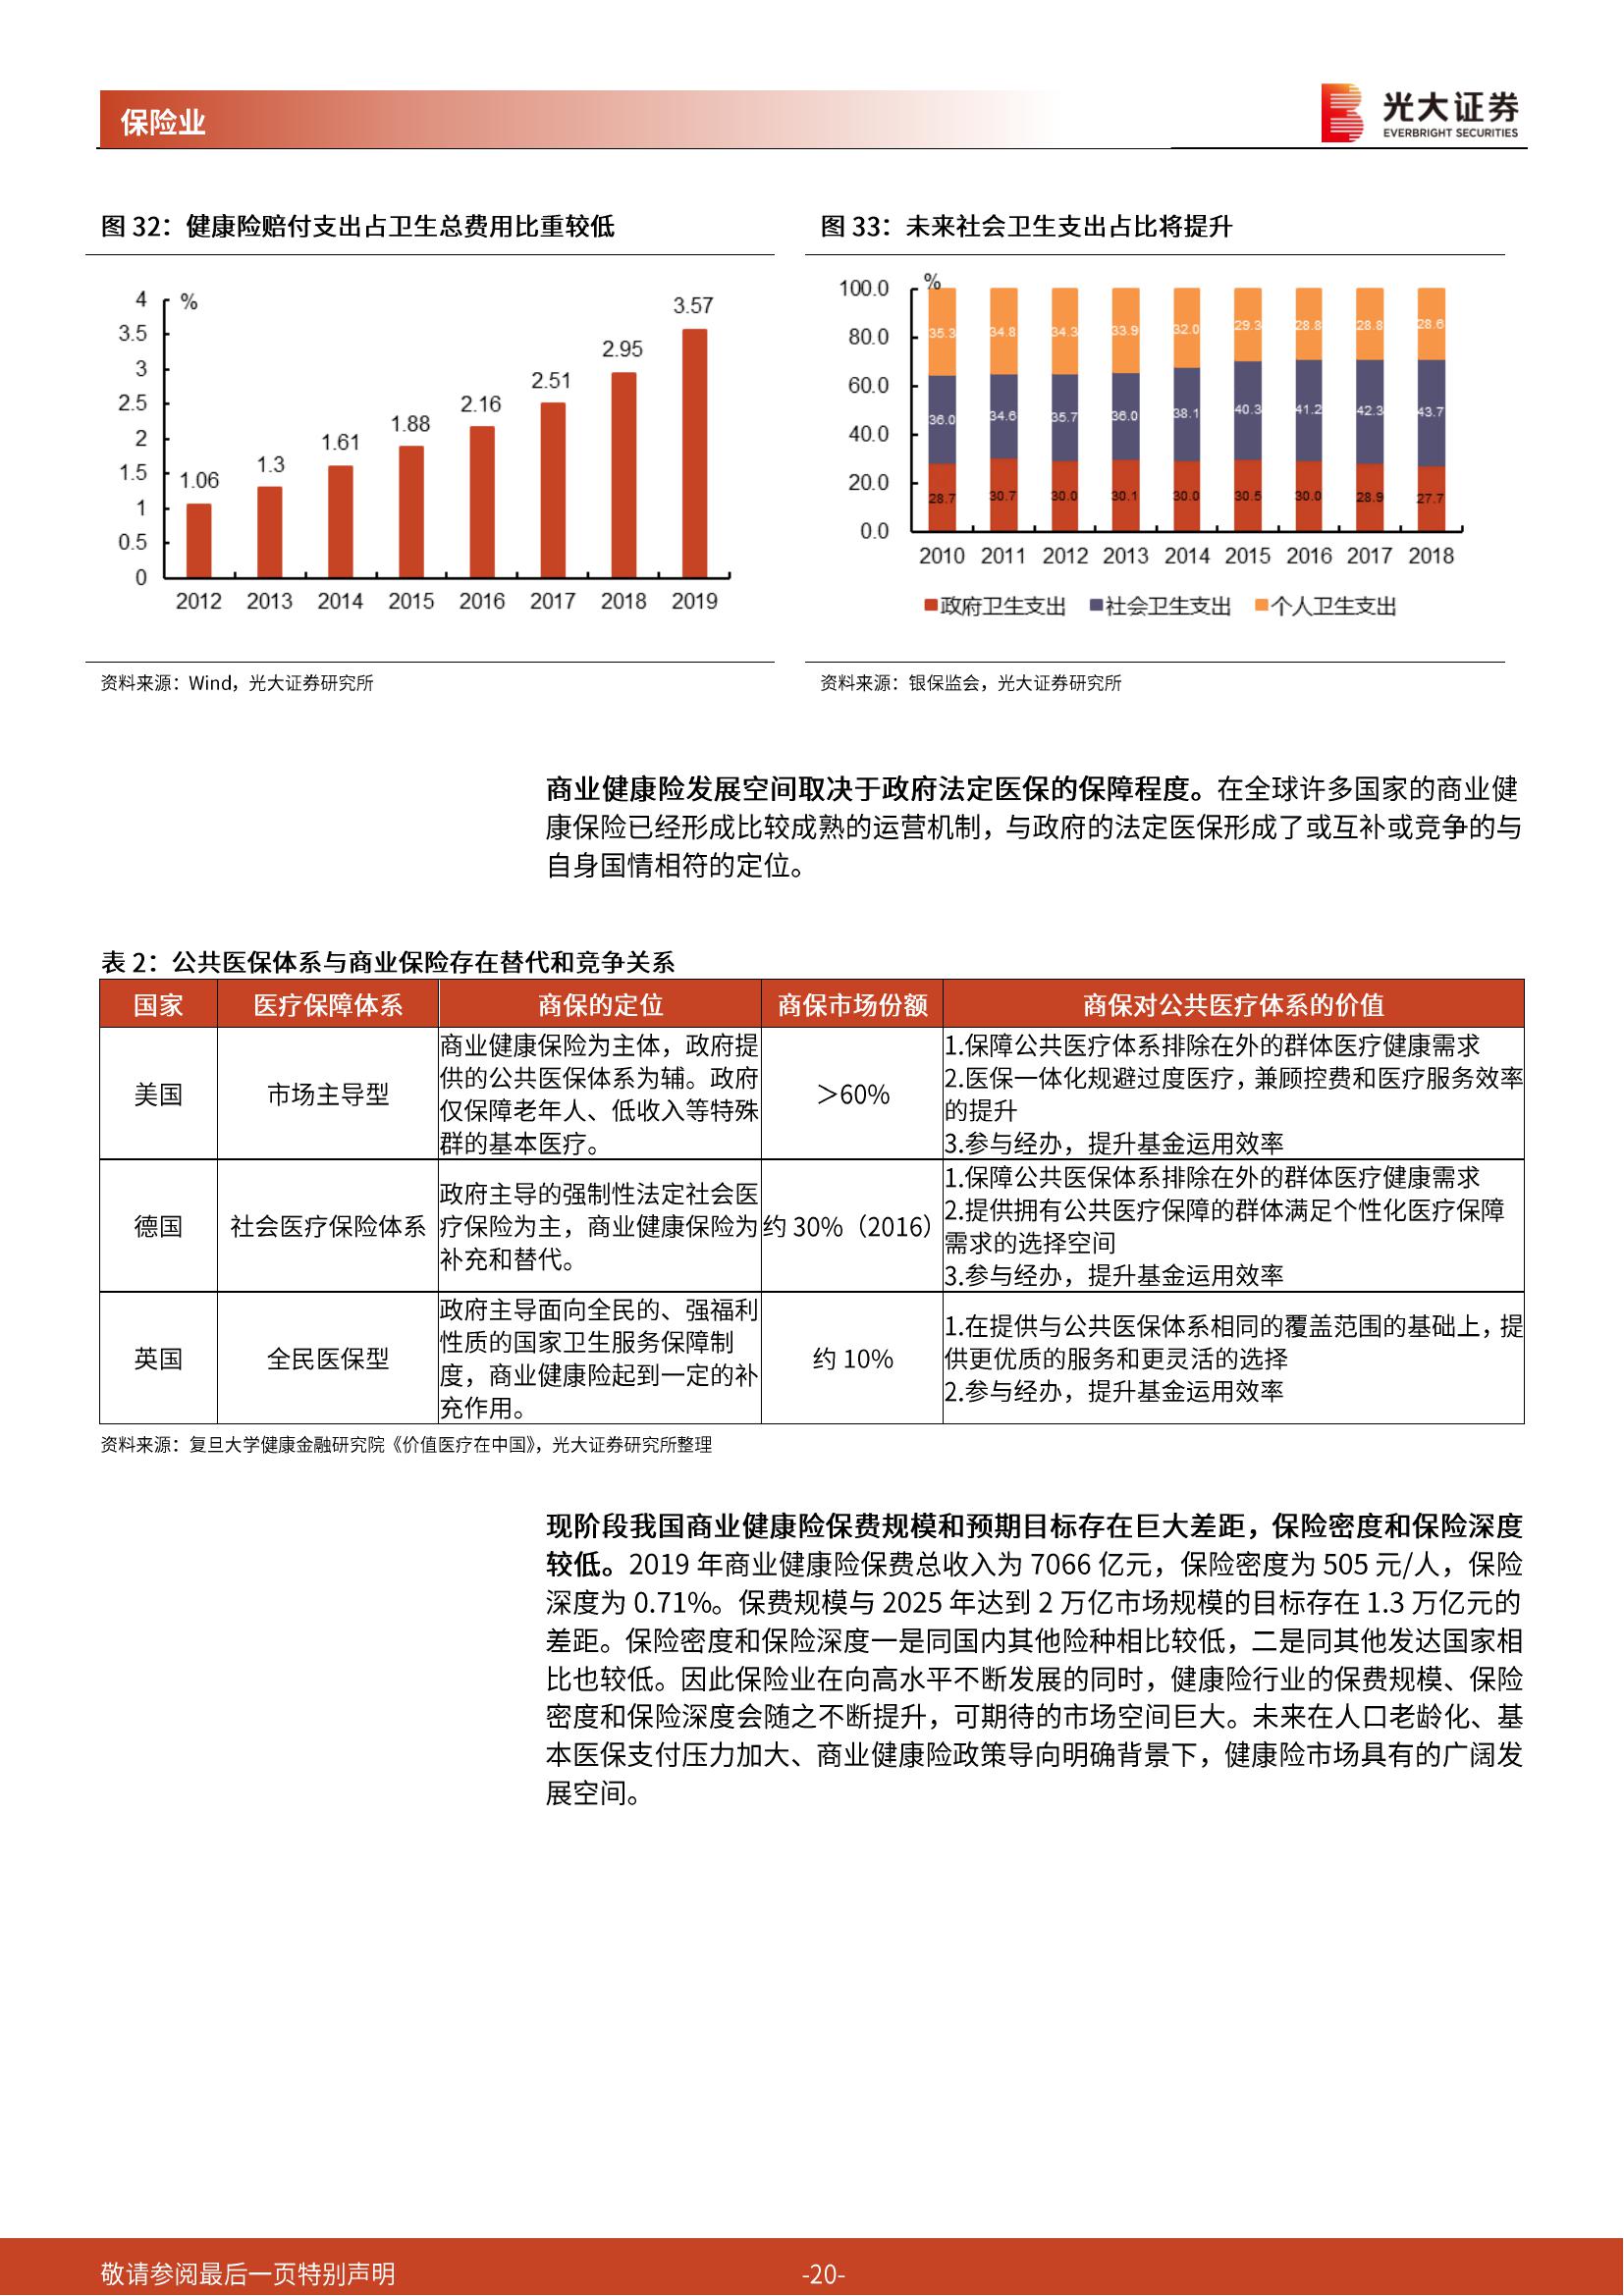 保险业
光大证券
EVERBRIGHT SECURITIES
图 32：健康险赔付支出占卫生总费用比重较低
4
%
3.5
3
2.5
2
1.5
1
0.5
0
1.06
1.3
1.61
1.88
2.16
2.51
2.95
3.57
2012 2013 2014 2015 2016 2017 2018 2019
资料来源：Wind，光大证券研究所
图 33：未来社会卫生支出占比将提升
%
100.0
80.0
60.0
40.0
20.0
0.0
35.3 34.8 34.3 33.9 32.0 29.3 28.8 28.8 28.6
36.0 34.6 35.7 36.0 38.1 40.3 41.2 42.3 43.7
28.7 30.7 30.0 30.1 30.0 30.5 30.0 28.9 27.7
2010 2011 2012 2013 2014 2015 2016 2017 2018
政府卫生支出 社会卫生支出 个人卫生支出
资料来源：银保监会，光大证券研究所
商业健康险发展空间取决于政府法定医保的保障程度。在全球许多国家的商业健
康保险已经形成比较成熟的运营机制，与政府的法定医保形成了或互补或竞争的与
自身国情相符的定位。
表 2：公共医保体系与商业保险存在替代和竞争关系
国家 医疗保障体系 商保的定位 商保市场份额 商保对公共医疗体系的价值
美国
市场主导型
商业健康保险为主体，政府提
供的公共医保体系为辅。政府
仅保障老年人、低收入等特殊
群的基本医疗。
＞60%
1.保障公共医疗体系排除在外的群体医疗健康需求
2.医保一体化规避过度医疗，兼顾控费和医疗服务效率
的提升
3.参与经办，提升基金运用效率
德国
社会医疗保险体系
政府主导的强制性法定社会医
疗保险为主，商业健康保险为
补充和替代。
约 30%（2016）
1.保障公共医保体系排除在外的群体医疗健康需求
2.提供拥有公共医疗保障的群体满足个性化医疗保障
需求的选择空间
3.参与经办，提升基金运用效率
英国
全民医保型
政府主导面向全民的、强福利
性质的国家卫生服务保障制
度，商业健康险起到一定的补
充作用。
约 10%
1.在提供与公共医保体系相同的覆盖范围的基础上，提
供更优质的服务和更灵活的选择
2.参与经办，提升基金运用效率
资料来源：复旦大学健康金融研究院《价值医疗在中国》，光大证券研究所整理
现阶段我国商业健康险保费规模和预期目标存在巨大差距，保险密度和保险深度
较低。2019 年商业健康险保费总收入为 7066 亿元，保险密度为 505 元/人，保险
深度为 0.71%。保费规模与 2025 年达到 2 万亿市场规模的目标存在 1.3 万亿元的
差距。保险密度和保险深度一是同国内其他险种相比较低，二是同其他发达国家相
比也较低。因此保险业在向高水平不断发展的同时，健康险行业的保费规模、保险
密度和保险深度会随之不断提升，可期待的市场空间巨大。未来在人口老龄化、基
本医保支付压力加大、商业健康险政策导向明确背景下，健康险市场具有的广阔发
展空间。
敬请参阅最后一页特别声明
-20-